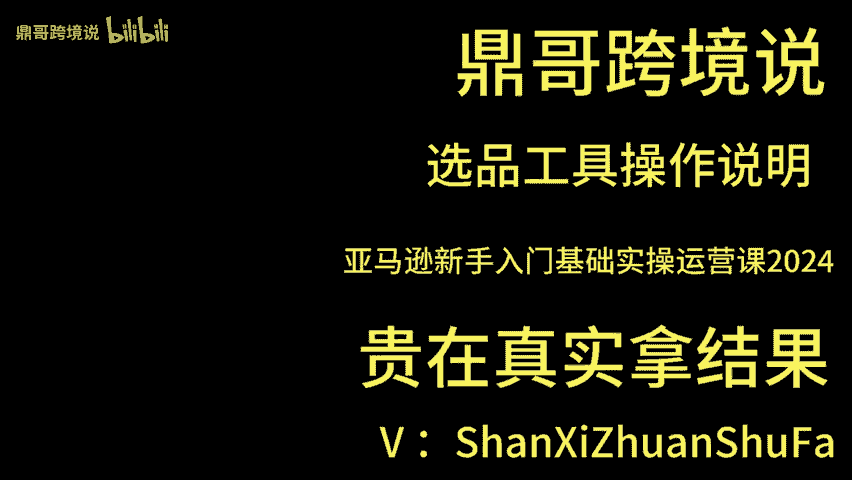 鼎哥跨境说 bilibili
鼎哥跨境说
选品工具操作说明
亚马逊新手入门基础实操运营课2024
贵在真实拿结果
V：ShanXiZhuanShuFa